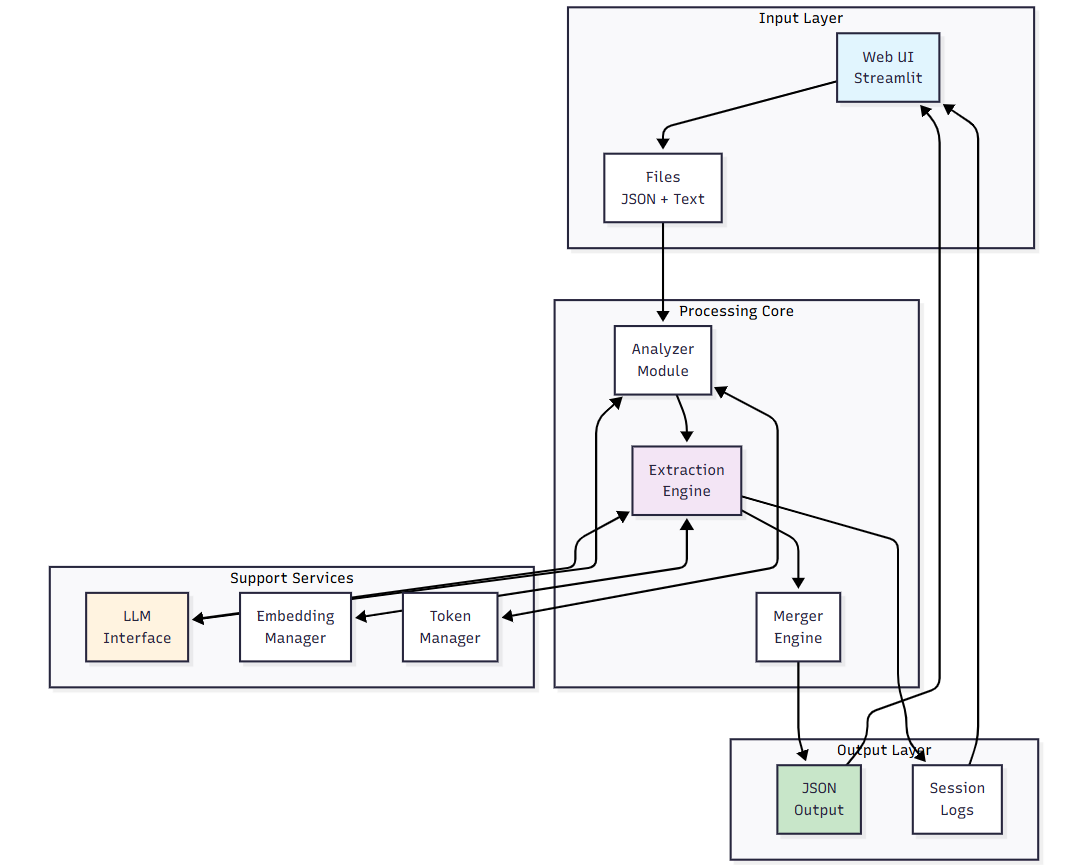 Input Layer
Web UI
Streamlit
Files
JSON + Text
Processing Core
Analyzer
Module
Extraction
Engine
Support Services
LLM
Interface
Embedding
Manager
Token
Manager
Merger
Engine
Output Layer
JSON
Output
Session
Logs